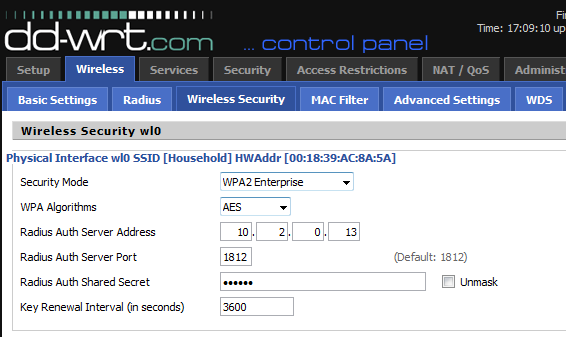 Fi
dd-wrt.com ... control panel
Time: 17:09:10 up
Setup Wireless Services Security Access Restrictions NAT / QoS Administ
Basic Settings Radius Wireless Security MAC Filter Advanced Settings WDS
Wireless Security wl0
Physical Interface wl0 SSID [Household] HWAddr [00:18:39:AC:8A:5A]
Security Mode WPA2 Enterprise
WPA Algorithms AES
Radius Auth Server Address 10 . 2 . 0 . 13
Radius Auth Server Port 1812 (Default: 1812)
Radius Auth Shared Secret •••••• Unmask
Key Renewal Interval (in seconds) 3600